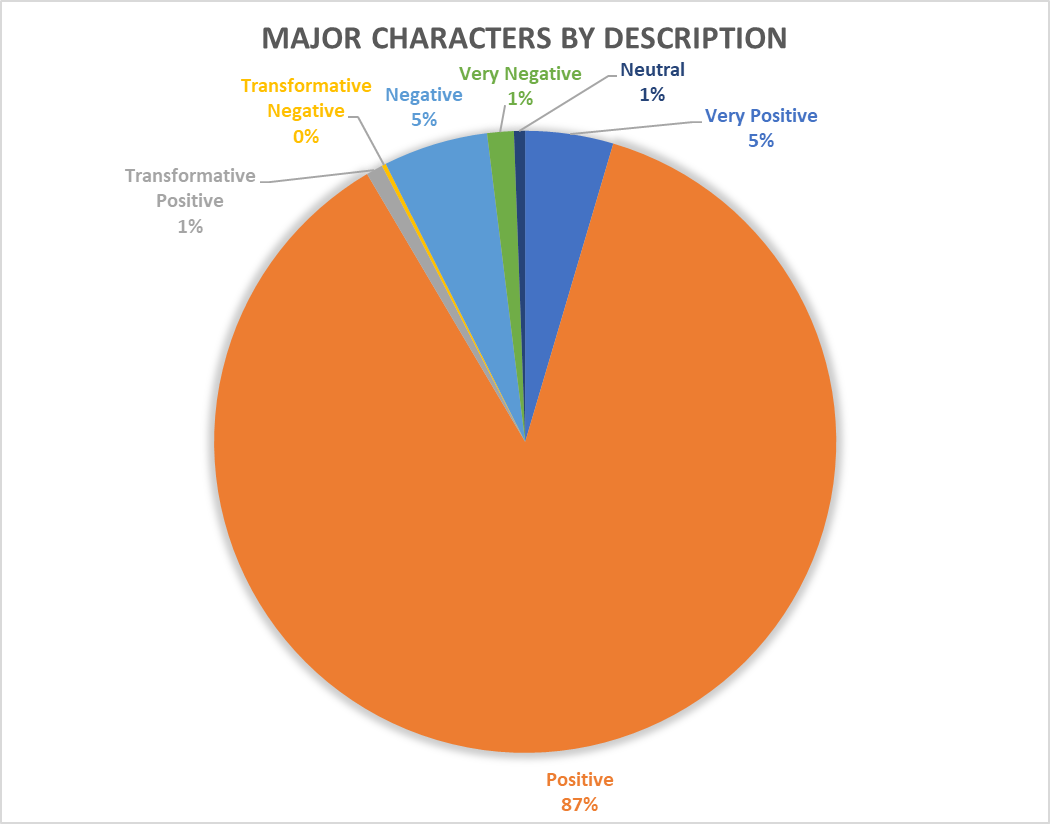 MAJOR CHARACTERS BY DESCRIPTION
Transformative
Negative
0%
Negative
5%
Very Negative
1%
Neutral
1%
Very Positive
5%
Transformative
Positive
1%
Positive
87%